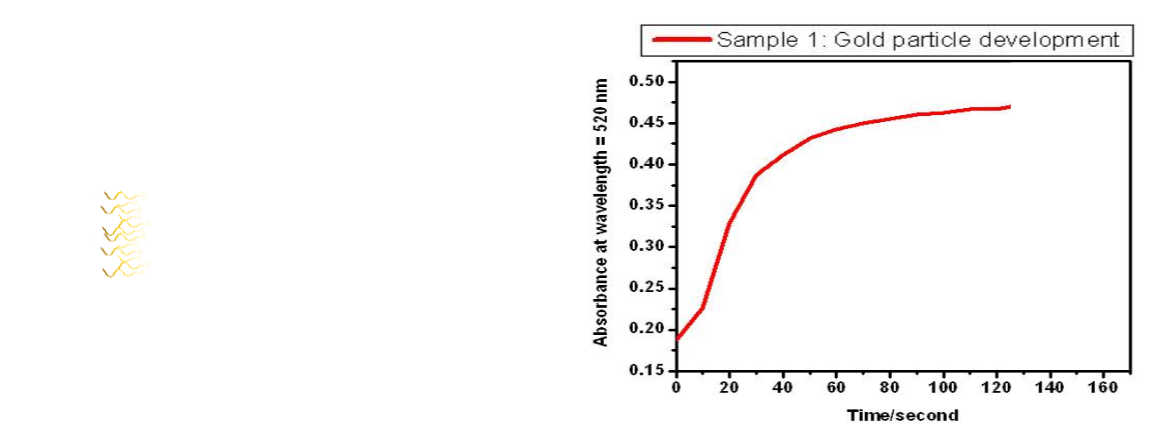 Sample 1: Gold particle development
Absorbance at wavelength = 520 nm
0.50
0.45
0.40
0.35
0.30
0.25
0.20
0.15
0 20 40 60 80 100 120 140 160
Time/second